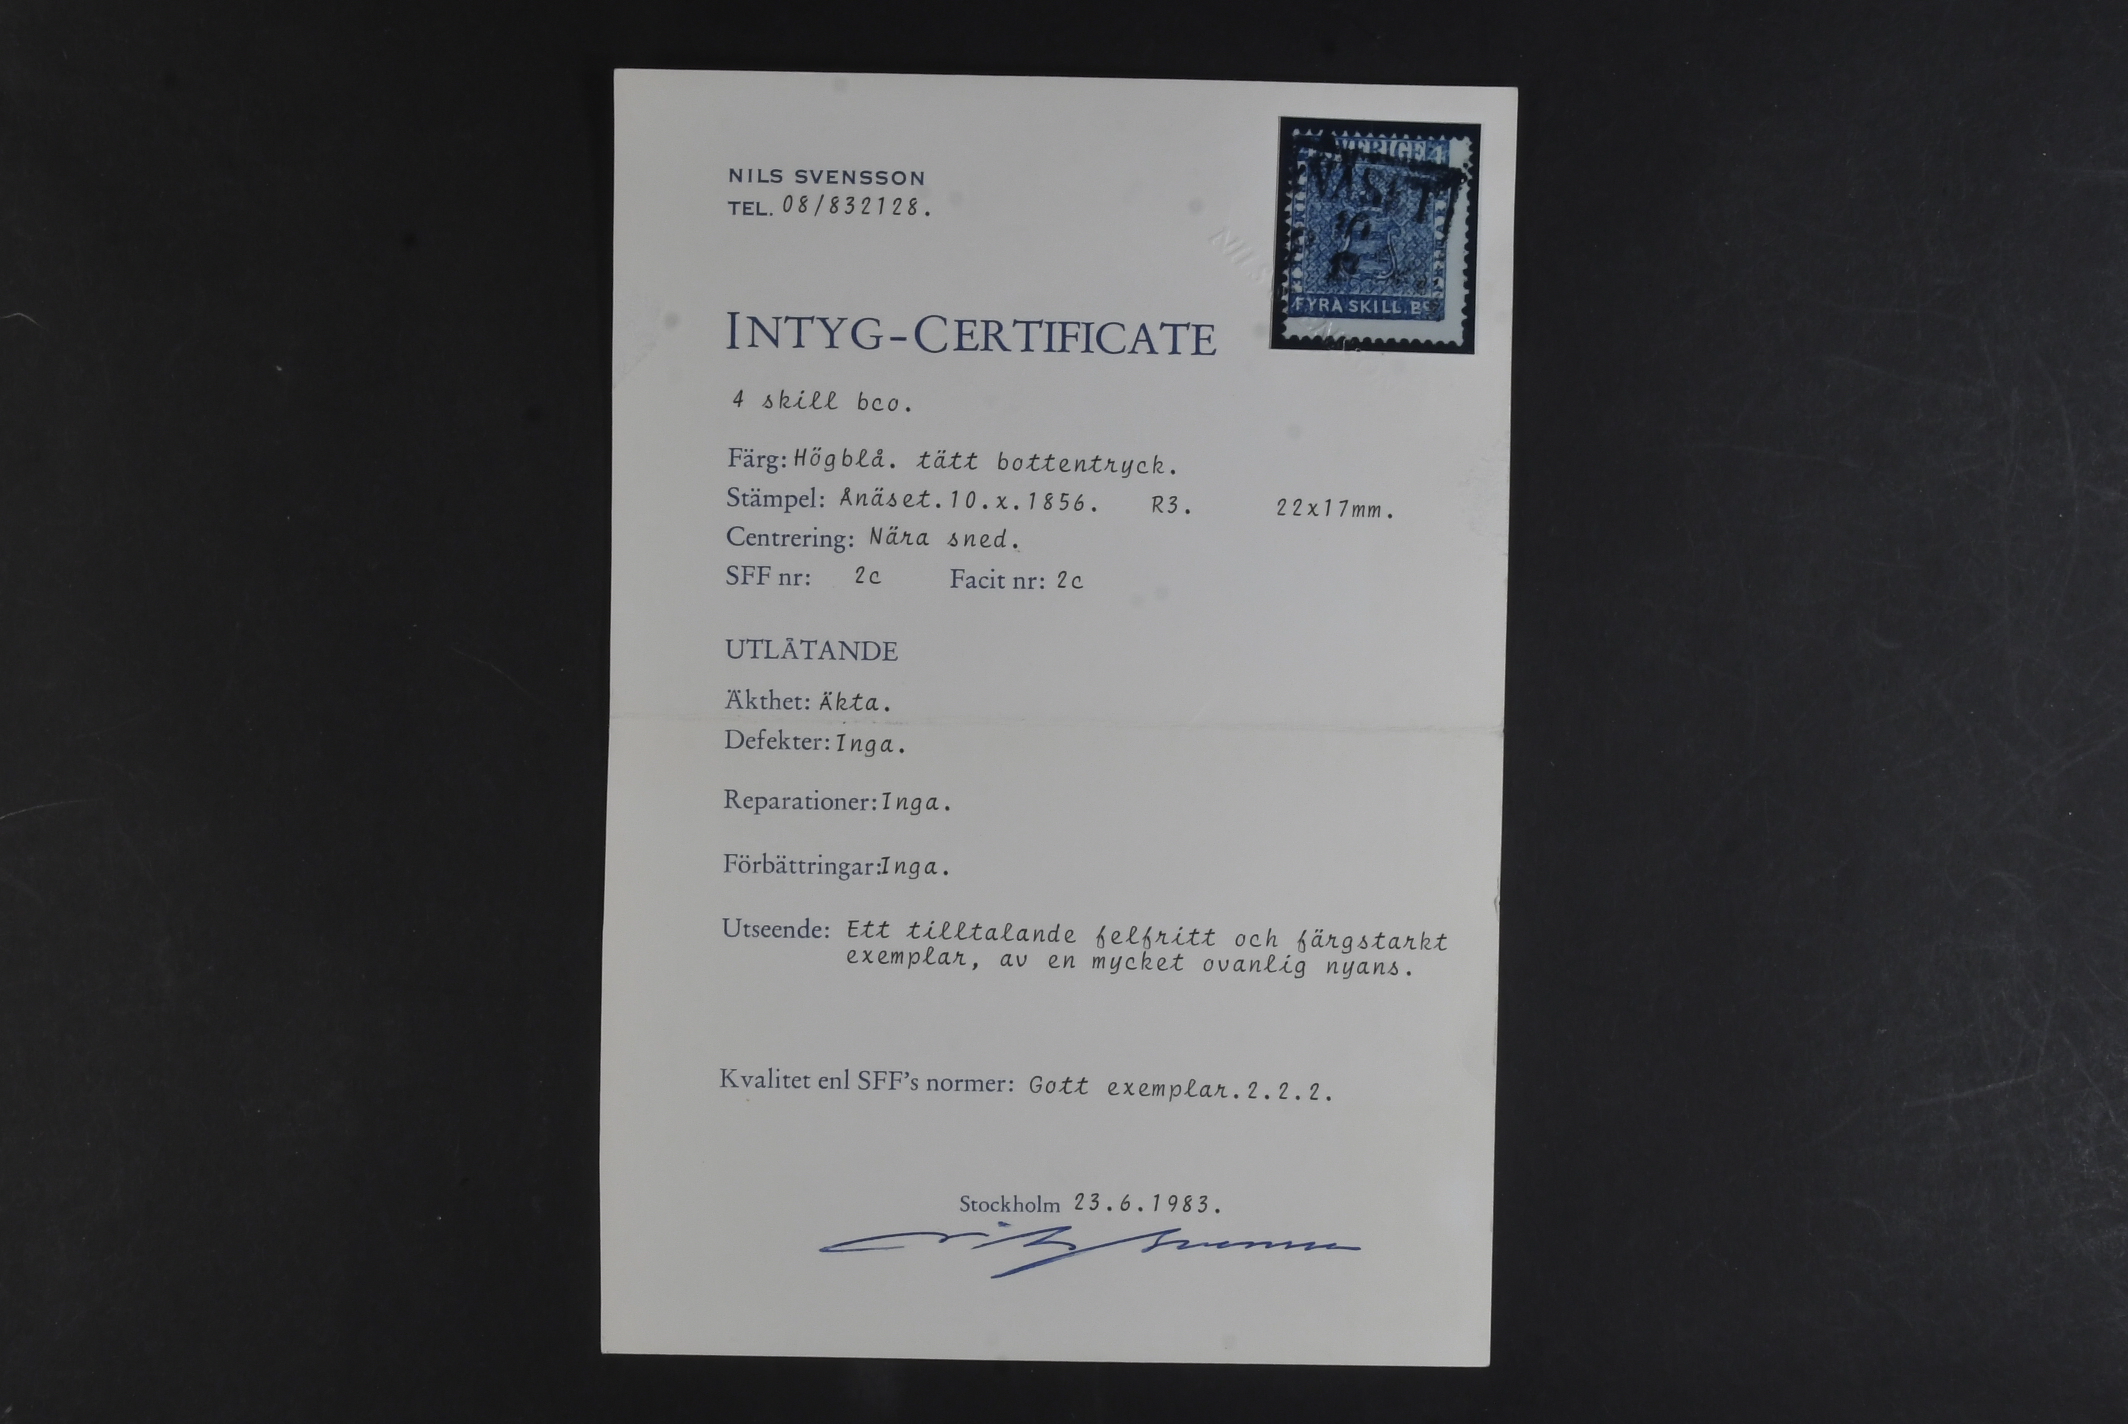 NILS SVENSSON
TEL. 08/832128.
SVERIGE
FYRA SKILL. BCO
INTYG-CERTIFICATE
4 skill bco.
Färg: Högblå. tätt bottentryck.
Stämpel: Ånäset. 10.x.1856. R3. 22x17mm.
Centrering: Nära sned.
SFF nr: 2c Facit nr: 2c
UTLÅTANDE
Äkthet: Äkta.
Defekter: Inga.
Reparationer: Inga.
Förbättringar: Inga.
Utseende: Ett tilltalande felfritt och färgstarkt
exemplar, av en mycket ovanlig nyans.
Kvalitet enl SFF's normer: Gott exemplar. 2.2.2.
Stockholm 23.6.1983.
Nils Svensson